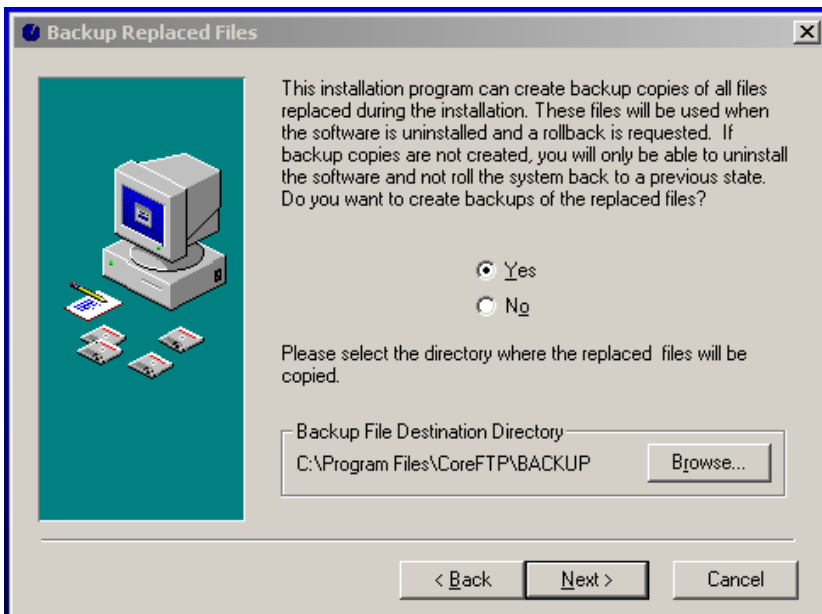 Backup Replaced Files
This installation program can create backup copies of all files
replaced during the installation. These files will be used when
the software is uninstalled and a rollback is requested. If
backup copies are not created, you will only be able to uninstall
the software and not roll the system back to a previous state.
Do you want to create backups of the replaced files?
Yes
No
Please select the directory where the replaced files will be
copied.
Backup File Destination Directory
C:\Program Files\CoreFTP\BACKUP
Browse...
< Back
Next >
Cancel